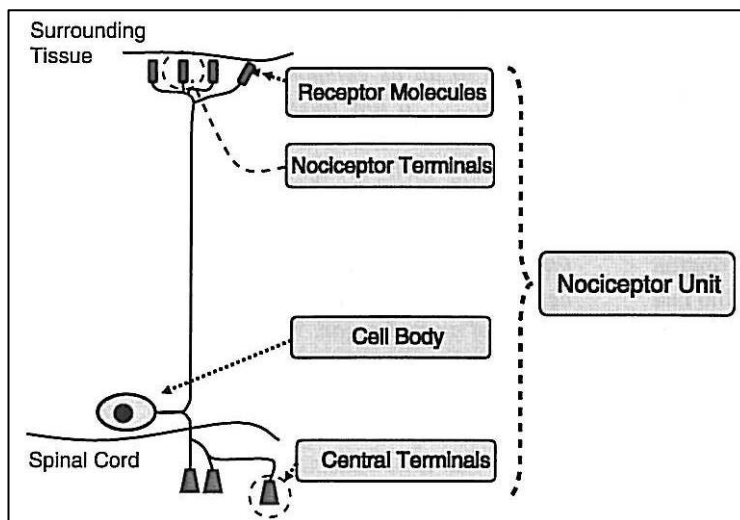 Surrounding
Tissue
Receptor Molecules
Nociceptor Terminals
Nociceptor Unit
Cell Body
Spinal Cord
Central Terminals